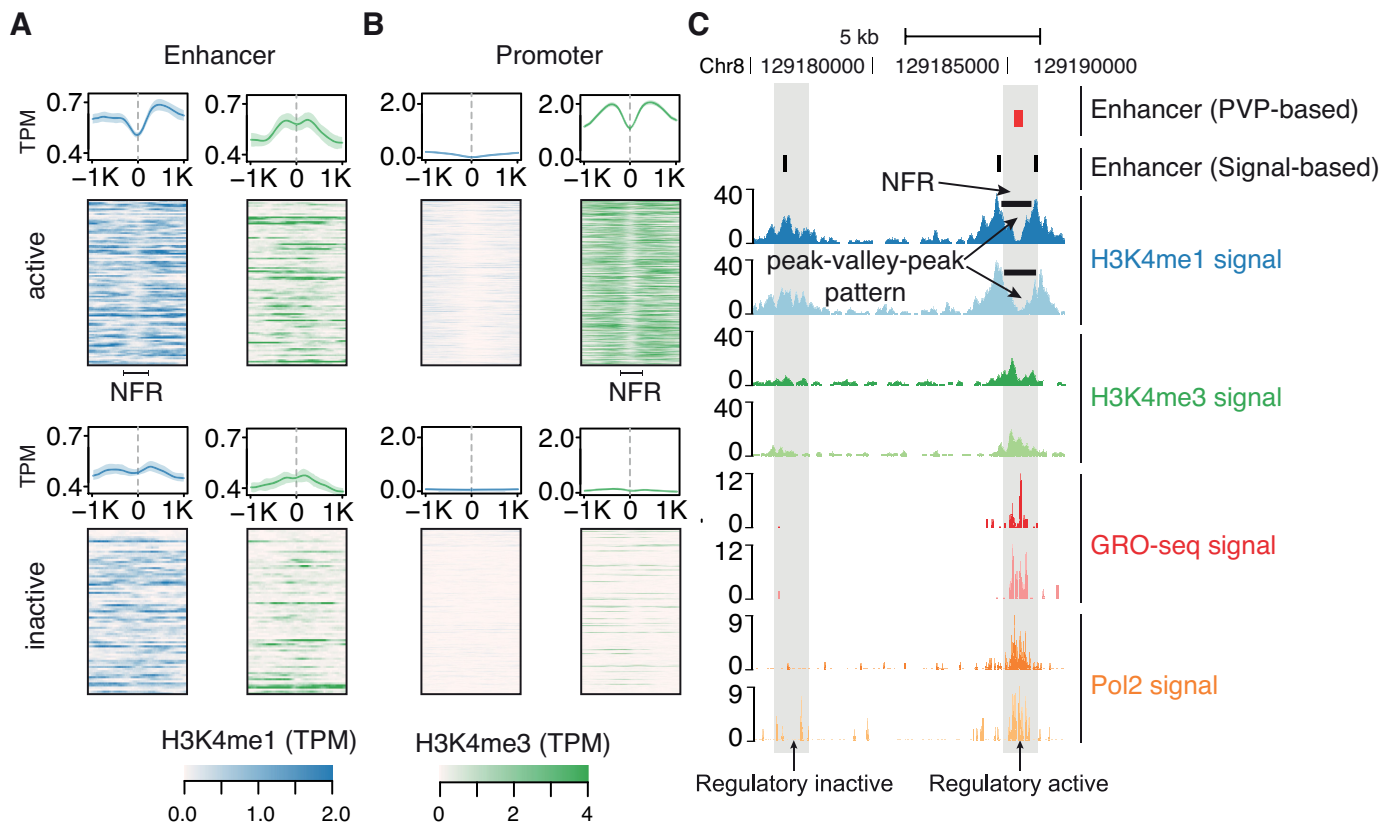 A
Enhancer
0.7
0.4
TPM
−1K 0 1K
−1K 0 1K
active
NFR
0.7
0.4
TPM
−1K 0 1K
0.7
0.4
−1K 0 1K
inactive
H3K4me1 (TPM)
0.0 1.0 2.0
B
Promoter
2.0
0.0
−1K 0 1K
2.0
0.0
−1K 0 1K
NFR
2.0
0.0
−1K 0 1K
2.0
0.0
−1K 0 1K
H3K4me3 (TPM)
0 2 4
C
5 kb
Chr8 129180000 129185000 129190000
Enhancer (PVP-based)
Enhancer (Signal-based)
NFR
40
0
H3K4me1 signal
peak-valley-peak
pattern
40
0
40
0
H3K4me3 signal
40
0
12
0
GRO-seq signal
12
0
9
0
Pol2 signal
9
0
Regulatory inactive
Regulatory active
0.7
0.4